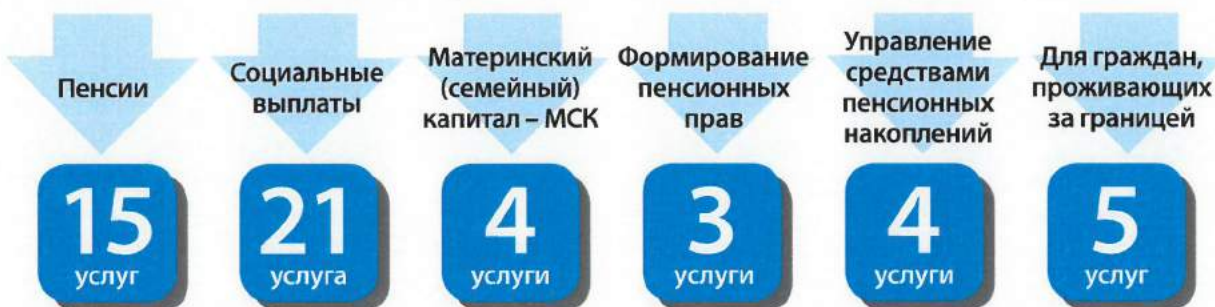 Пенсии
15
услуг
Социальные
выплаты
21
услуга
Материнский
(семейный)
капитал – МСК
4
услуги
Формирование
пенсионных
прав
3
услуги
Управление
средствами
пенсионных
накоплений
4
услуги
Для граждан,
проживающих
за границей
5
услуг